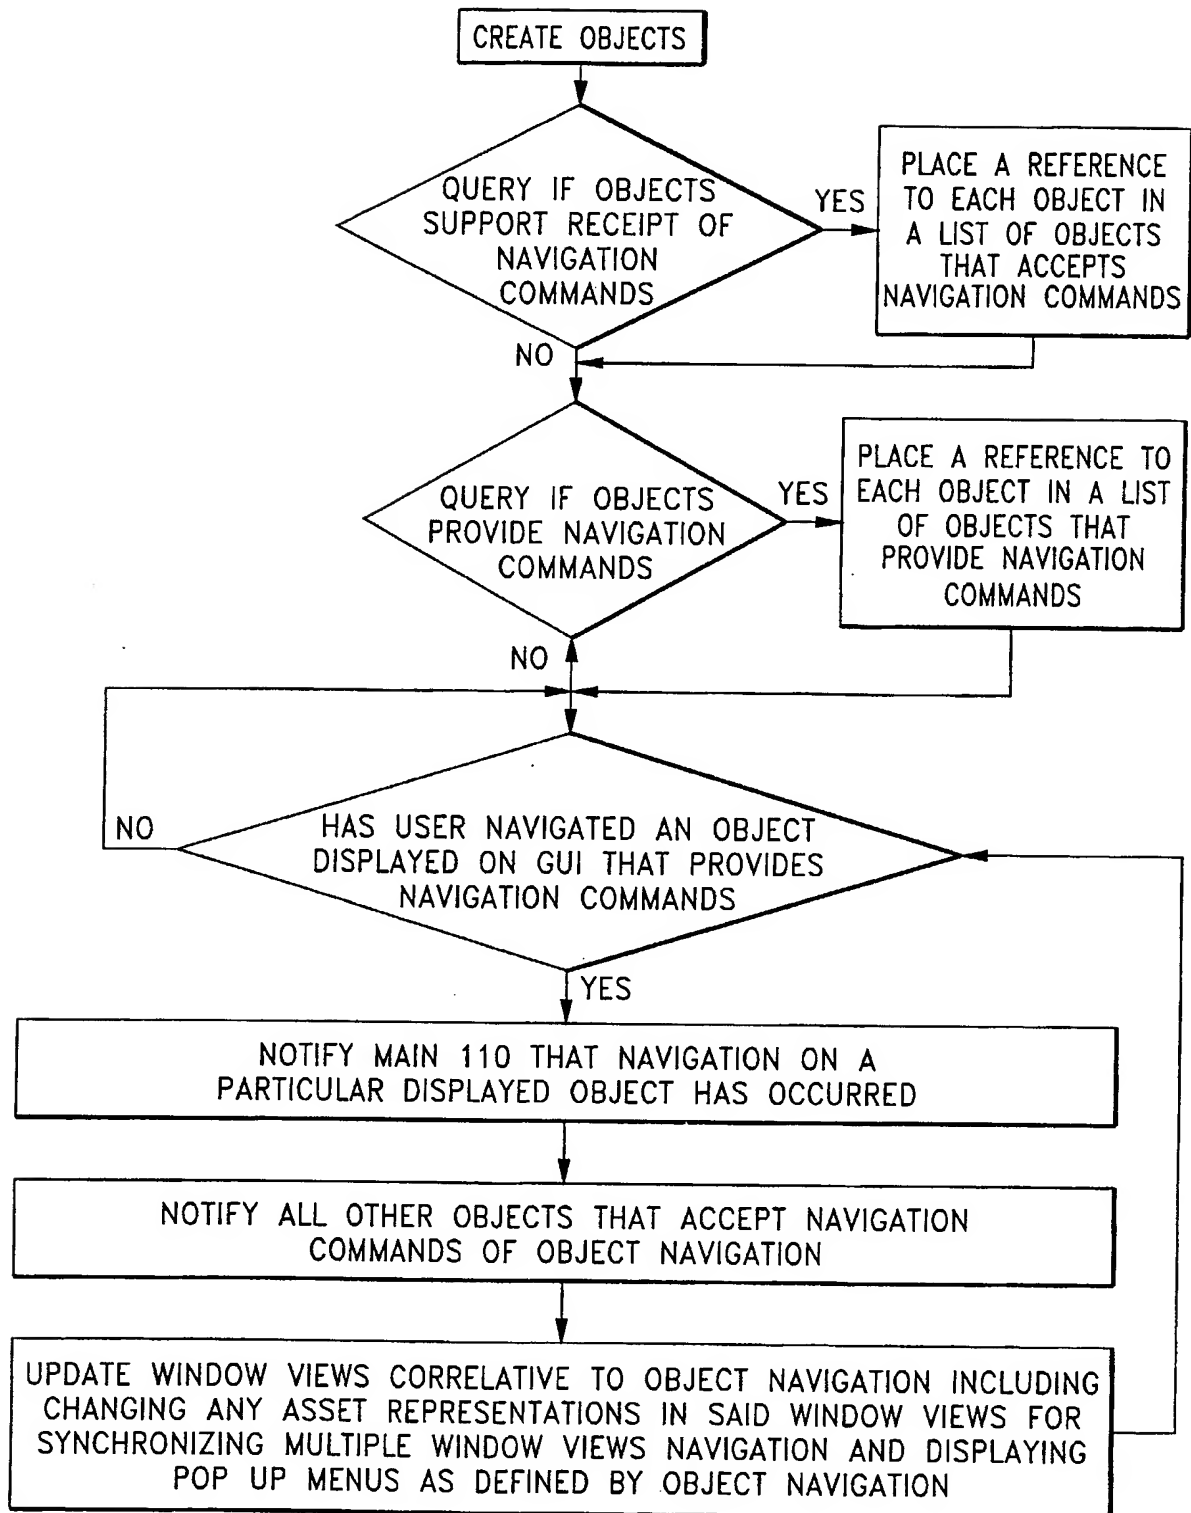 CREATE OBJECTS
QUERY IF OBJECTS
SUPPORT RECEIPT OF
NAVIGATION
COMMANDS
YES
PLACE A REFERENCE
TO EACH OBJECT IN
A LIST OF OBJECTS
THAT ACCEPTS
NAVIGATION COMMANDS
NO
QUERY IF OBJECTS
PROVIDE NAVIGATION
COMMANDS
YES
PLACE A REFERENCE TO
EACH OBJECT IN A LIST
OF OBJECTS THAT
PROVIDE NAVIGATION
COMMANDS
NO
HAS USER NAVIGATED AN OBJECT
DISPLAYED ON GUI THAT PROVIDES
NAVIGATION COMMANDS
NO
YES
NOTIFY MAIN 110 THAT NAVIGATION ON A
PARTICULAR DISPLAYED OBJECT HAS OCCURRED
NOTIFY ALL OTHER OBJECTS THAT ACCEPT NAVIGATION
COMMANDS OF OBJECT NAVIGATION
UPDATE WINDOW VIEWS CORRELATIVE TO OBJECT NAVIGATION INCLUDING
CHANGING ANY ASSET REPRESENTATIONS IN SAID WINDOW VIEWS FOR
SYNCHRONIZING MULTIPLE WINDOW VIEWS NAVIGATION AND DISPLAYING
POP UP MENUS AS DEFINED BY OBJECT NAVIGATION